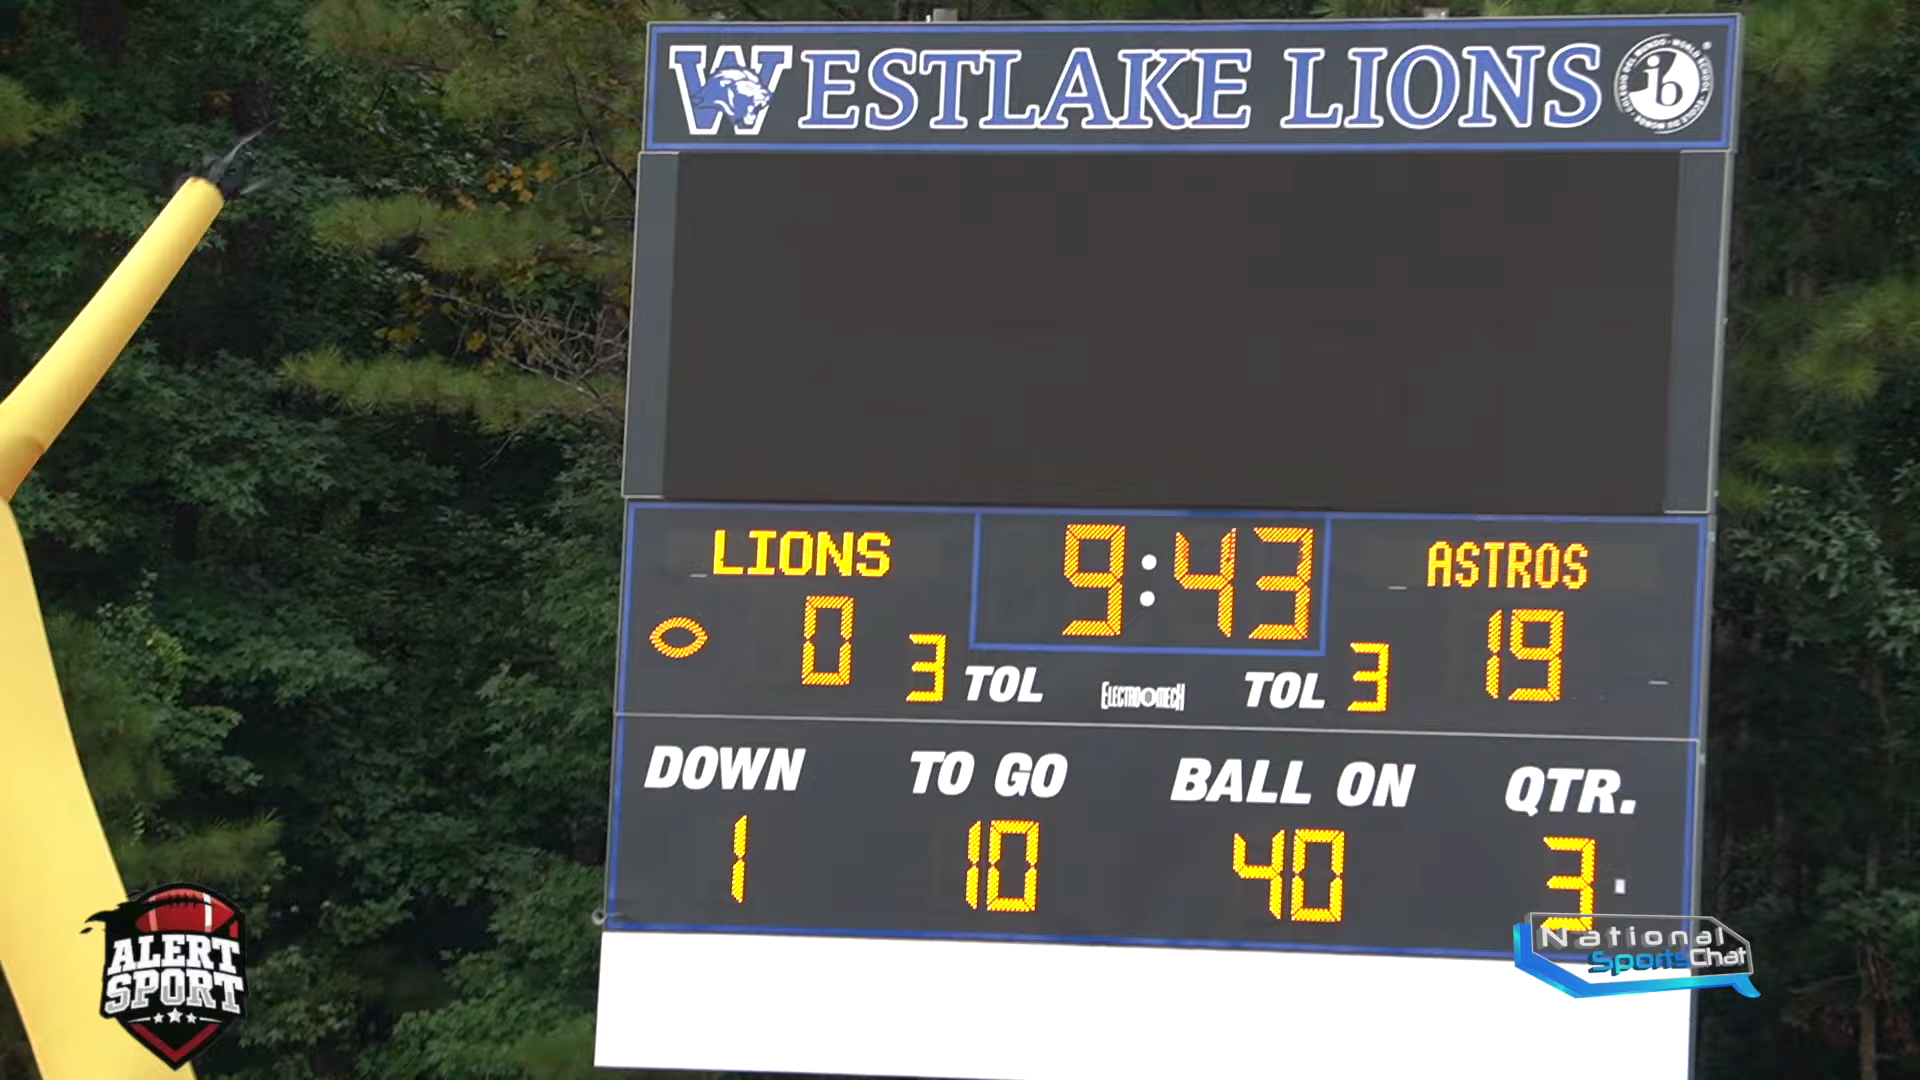 WESTLAKE LIONS
ib
LIONS 9:43 ASTROS
0 3 TOL ELECTRO-MECH TOL 3 19
DOWN TO GO BALL ON QTR.
1 10 40 3
ALERT
SPORT
National
SportsChat